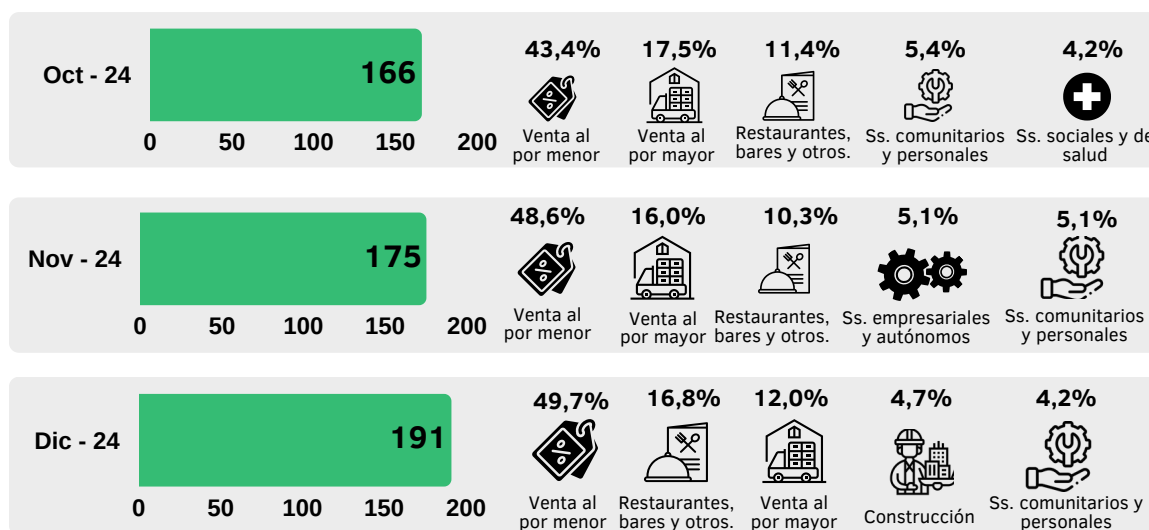 43,4% 17,5% 11,4% 5,4% 4,2%
Oct - 24 166
Venta al Venta al Restaurantes, Ss. comunitarios Ss. sociales y de
por menor por mayor bares y otros. y personales salud
0 50 100 150 200
48,6% 16,0% 10,3% 5,1% 5,1%
Nov - 24 175
Venta al Venta al Restaurantes, Ss. empresariales Ss. comunitarios
por menor por mayor bares y otros. y autónomos y personales
0 50 100 150 200
49,7% 16,8% 12,0% 4,7% 4,2%
Dic - 24 191
Venta al Restaurantes, Venta al Construcción Ss. comunitarios y
por menor bares y otros. por mayor personales
0 50 100 150 200